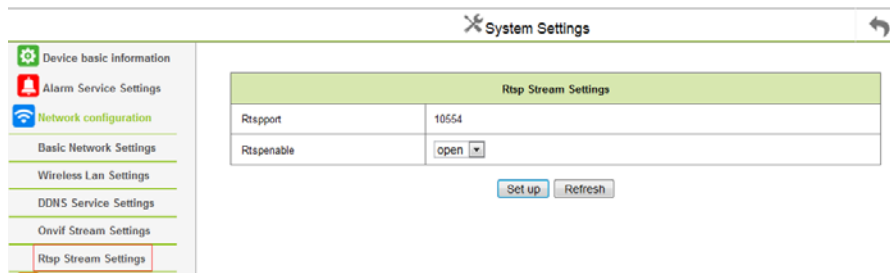 System Settings
Device basic information
Alarm Service Settings
Network configuration
Basic Network Settings
Wireless Lan Settings
DDNS Service Settings
Onvif Stream Settings
Rtsp Stream Settings
Rtsp Stream Settings
Rtspport 10554
Rtspenable open
Set up Refresh